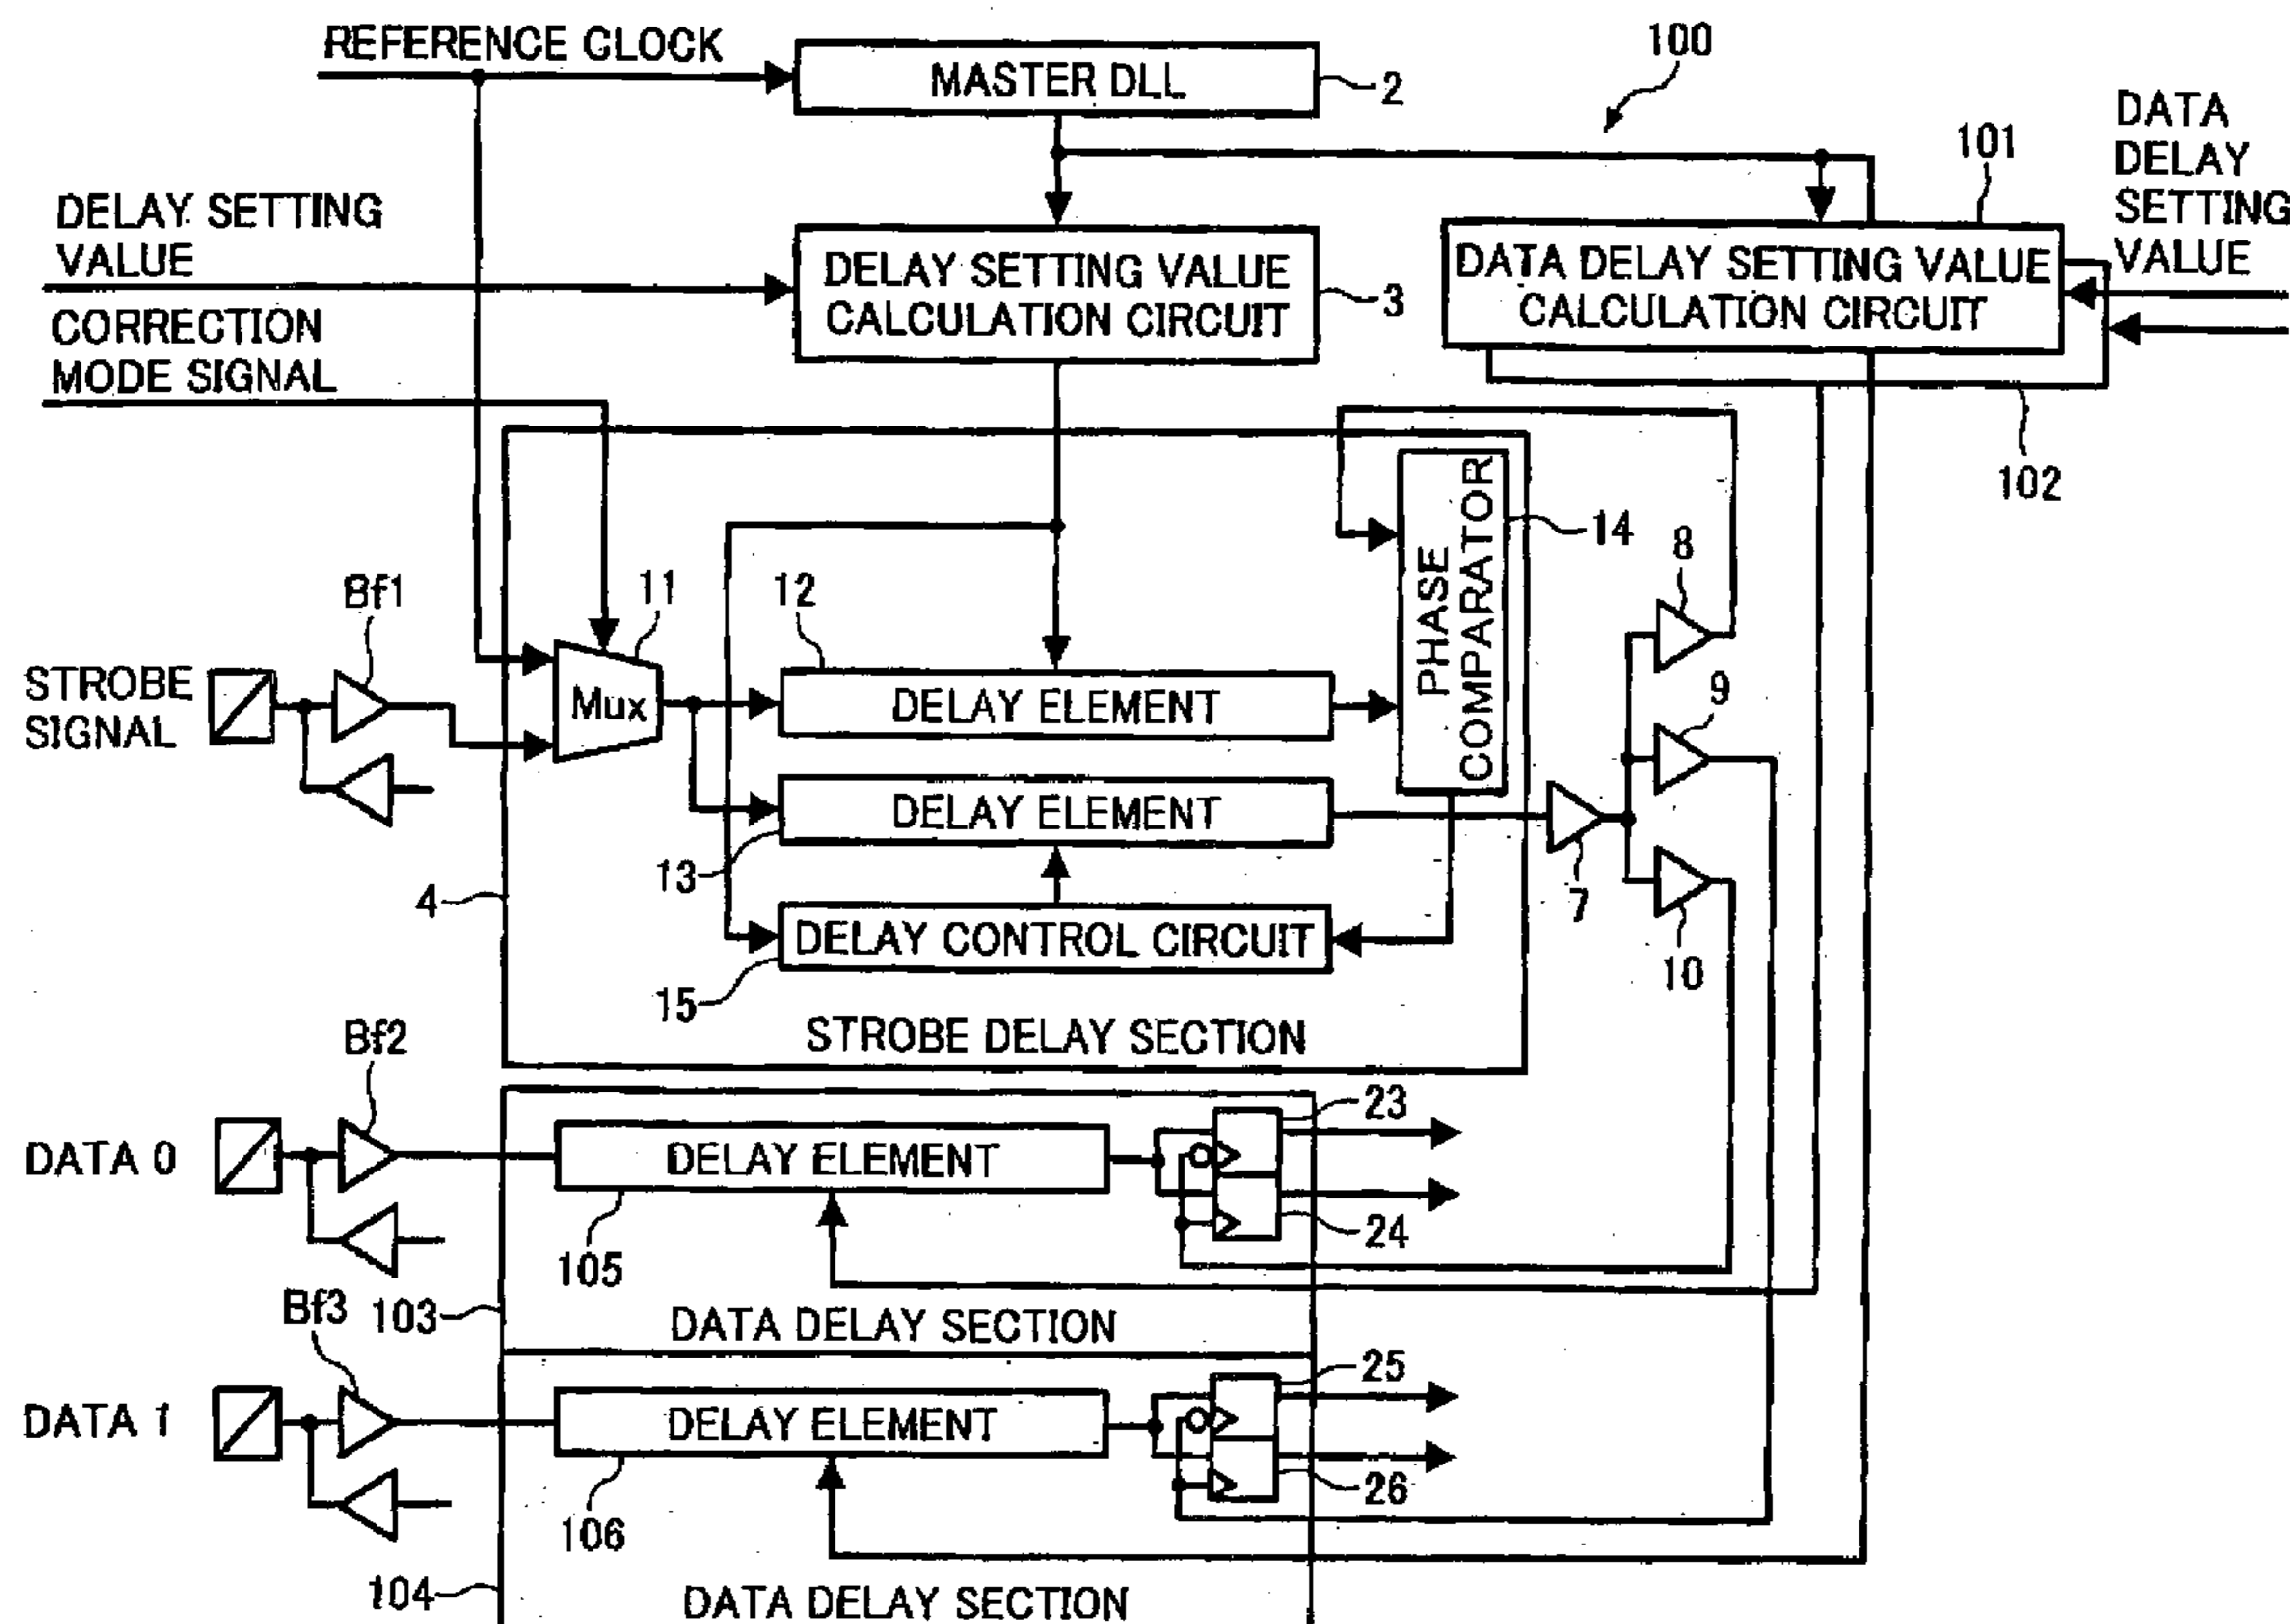 REFERENCE CLOCK
MASTER DLL
2
100
DATA
DELAY
SETTING
VALUE
101
DELAY SETTING
VALUE
DELAY SETTING VALUE
CALCULATION CIRCUIT
3
DATA DELAY SETTING VALUE
CALCULATION CIRCUIT
CORRECTION
MODE SIGNAL
102
PHASE
COMPARATOR
14
8
Bf1
11
12
STROBE
SIGNAL
Mux
DELAY ELEMENT
9
DELAY ELEMENT
13
7
4
DELAY CONTROL CIRCUIT
10
15
STROBE DELAY SECTION
Bf2
23
DATA 0
DELAY ELEMENT
24
105
Bf3
103
DATA DELAY SECTION
25
DATA 1
DELAY ELEMENT
26
106
104
DATA DELAY SECTION